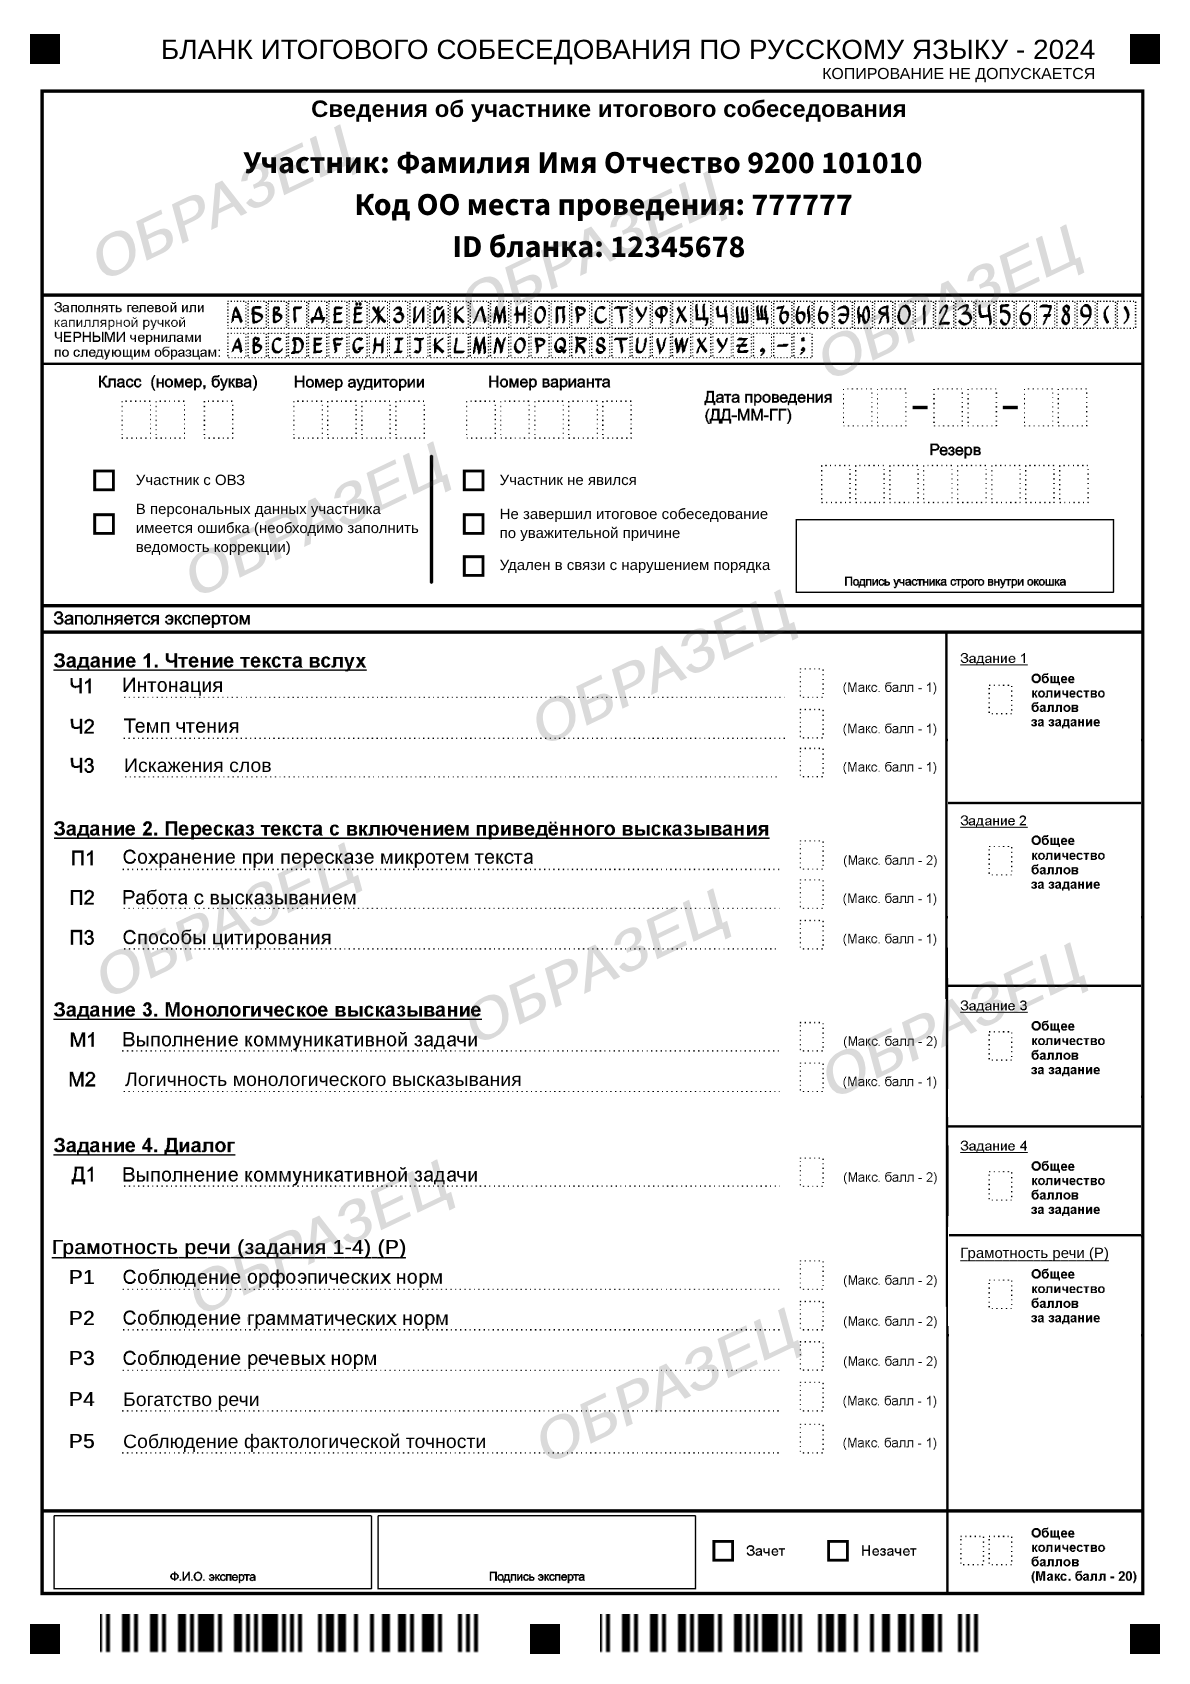 БЛАНК ИТОГОВОГО СОБЕСЕДОВАНИЯ ПО РУССКОМУ ЯЗЫКУ - 2024
КОПИРОВАНИЕ НЕ ДОПУСКАЕТСЯ
Сведения об участнике итогового собеседования
Участник: Фамилия Имя Отчество 9200 101010
Код ОО места проведения: 777777
ID бланка: 12345678
ОБРАЗЕЦ
ОБРАЗЕЦ
ОБРАЗЕЦ
Заполнять гелевой или
капиллярной ручкой
ЧЕРНЫМИ чернилами
по следующим образцам:
АБВГДЕЁЖЗИЙКЛМНОПРСТУФХЦЧШЩЪЫЬЭЮЯ0123456789()
ABCDEFGHIJKLMNOPQRSTUVWXYZ,-;
Класс (номер, буква)
Номер аудитории
Номер варианта
Дата проведения
(ДД-ММ-ГГ)
– –
Резерв
Участник с ОВЗ
В персональных данных участника
имеется ошибка (необходимо заполнить
ведомость коррекции)
Участник не явился
Не завершил итоговое собеседование
по уважительной причине
Удален в связи с нарушением порядка
Подпись участника строго внутри окошка
ОБРАЗЕЦ
Заполняется экспертом
ОБРАЗЕЦ
Задание 1. Чтение текста вслух
Ч1 Интонация (Макс. балл - 1)
Ч2 Темп чтения (Макс. балл - 1)
Ч3 Искажения слов (Макс. балл - 1)
Задание 1
Общее
количество
баллов
за задание
Задание 2. Пересказ текста с включением приведённого высказывания
П1 Сохранение при пересказе микротем текста (Макс. балл - 2)
П2 Работа с высказыванием (Макс. балл - 1)
П3 Способы цитирования (Макс. балл - 1)
Задание 2
Общее
количество
баллов
за задание
ОБРАЗЕЦ
ОБРАЗЕЦ
ОБРАЗЕЦ
Задание 3. Монологическое высказывание
М1 Выполнение коммуникативной задачи (Макс. балл - 2)
М2 Логичность монологического высказывания (Макс. балл - 1)
Задание 3
Общее
количество
баллов
за задание
Задание 4. Диалог
Д1 Выполнение коммуникативной задачи (Макс. балл - 2)
Задание 4
Общее
количество
баллов
за задание
ОБРАЗЕЦ
Грамотность речи (задания 1-4) (Р)
Р1 Соблюдение орфоэпических норм (Макс. балл - 2)
Р2 Соблюдение грамматических норм (Макс. балл - 2)
Р3 Соблюдение речевых норм (Макс. балл - 2)
Р4 Богатство речи (Макс. балл - 1)
Р5 Соблюдение фактологической точности (Макс. балл - 1)
Грамотность речи (Р)
Общее
количество
баллов
за задание
ОБРАЗЕЦ
Ф.И.О. эксперта
Подпись эксперта
Зачет
Незачет
Общее
количество
баллов
(Макс. балл - 20)